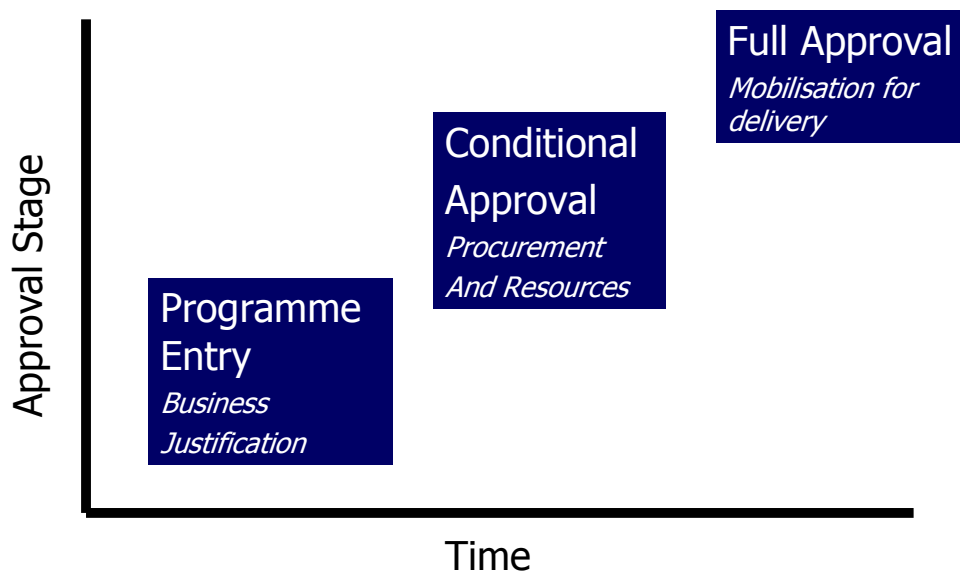 Full Approval
Mobilisation for
delivery
Conditional
Approval
Procurement
And Resources
Programme
Entry
Business
Justification
Approval Stage
Time